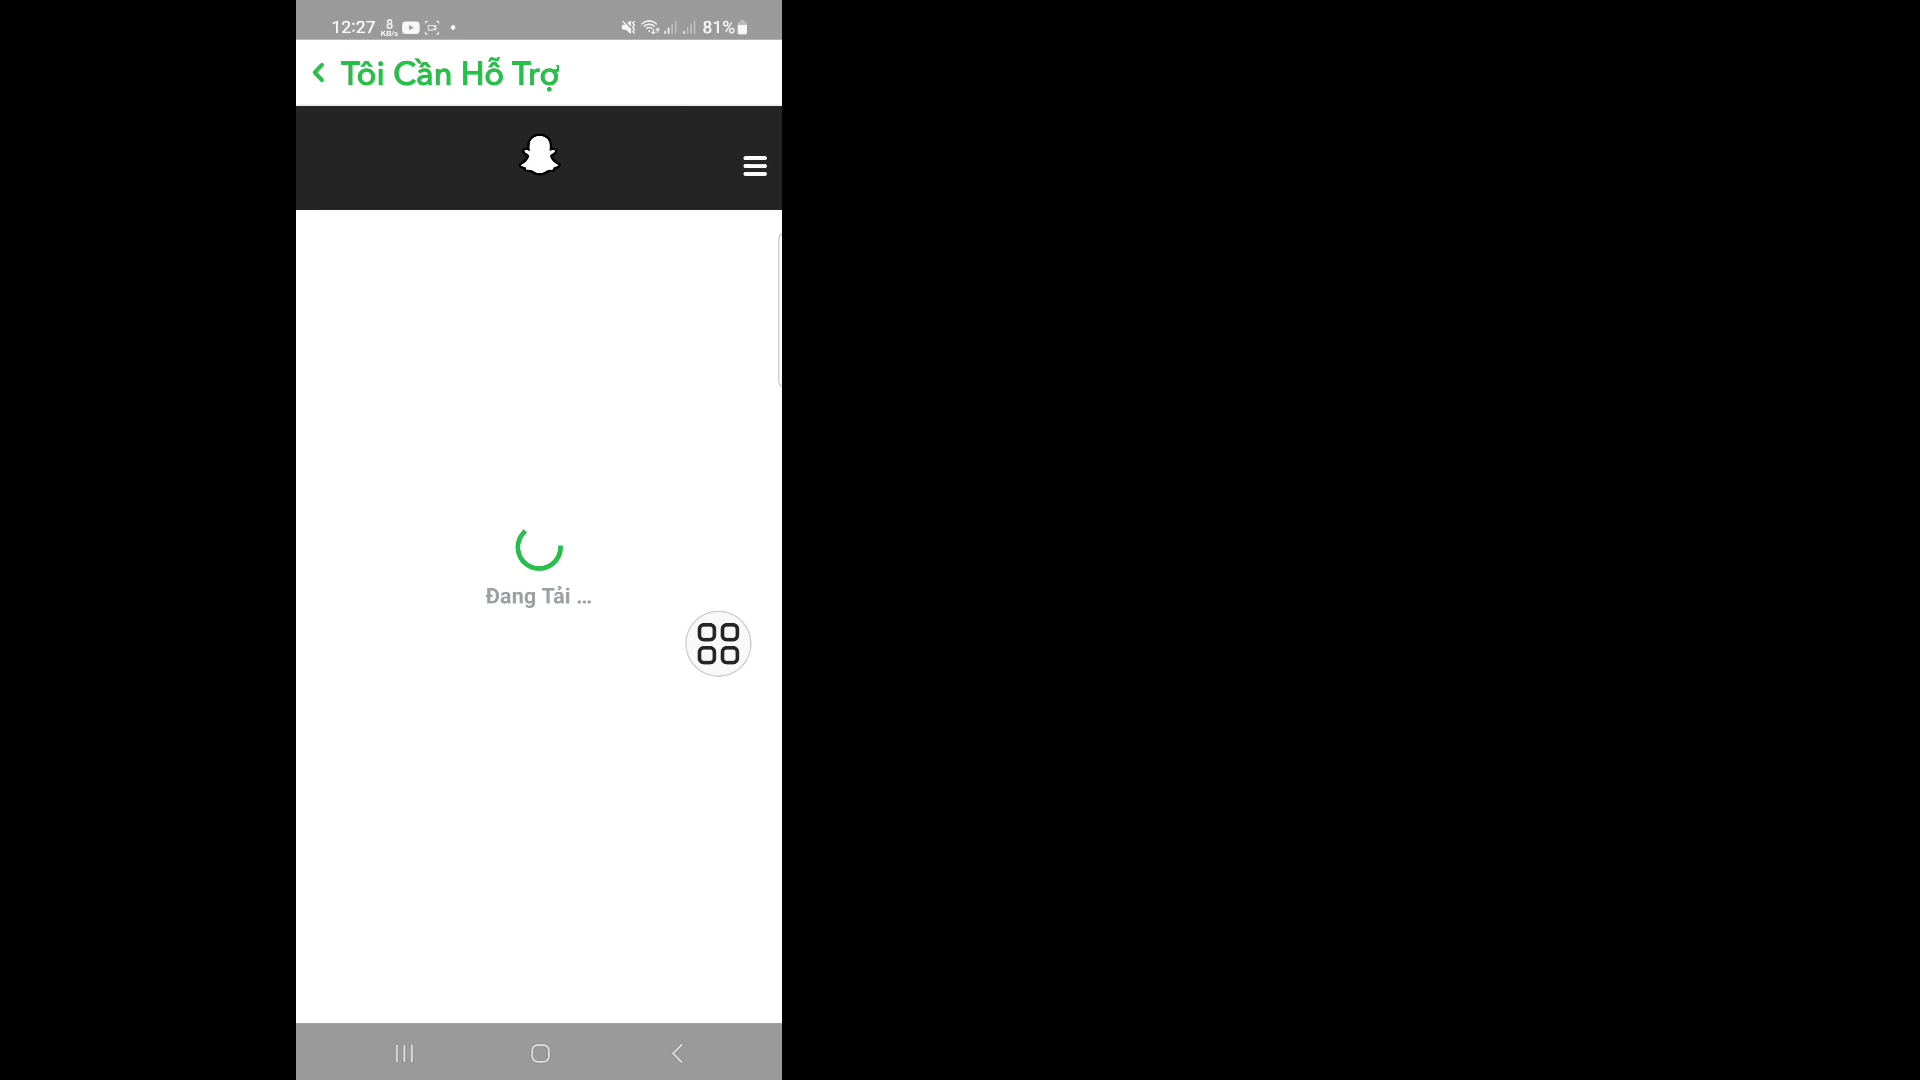 12:27 8 KB/s 81%
Tôi Cần Hỗ Trợ
Đang Tải ...